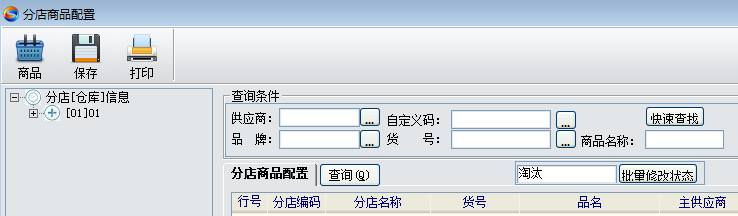 分店商品配置
商品 保存 打印
分店[仓库]信息
[01]01
查询条件
供应商： ... 自定义码： ... 快速查找
品 牌： ... 货 号： ... 商品名称：
分店商品配置 查询(Q) 淘汰 批量修改状态
行号 分店编码 分店名称 货号 品名 主供应商